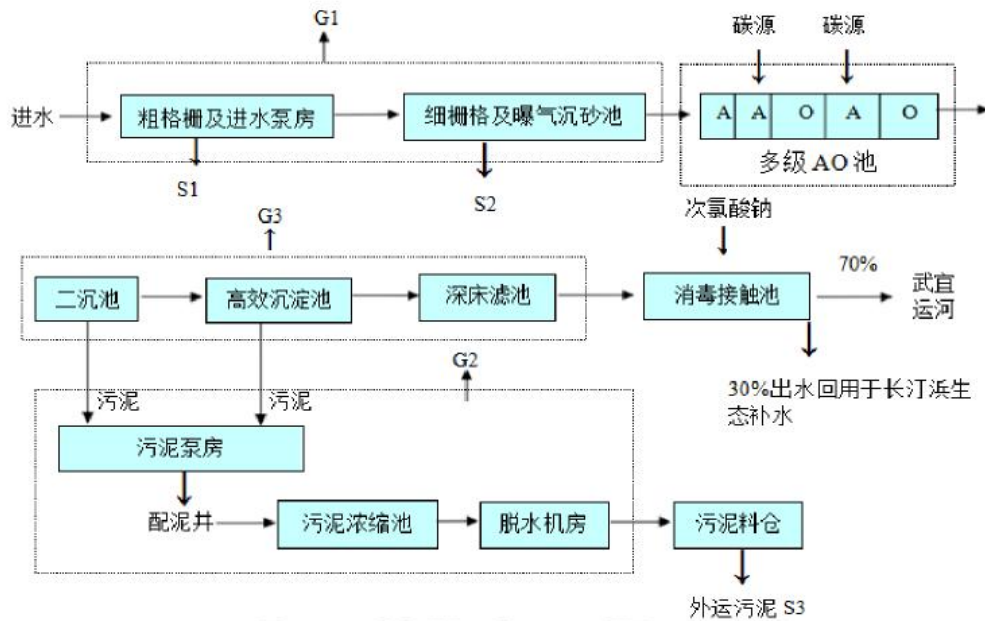 G1
碳源
碳源
进水
粗格栅及进水泵房
细栅格及曝气沉砂池
A
A
O
A
O
多级 AO 池
S1
S2
次氯酸钠
G3
二沉池
高效沉淀池
深床滤池
消毒接触池
70%
武宜
运河
G2
30%出水回用于长汀浜生
态补水
污泥
污泥
污泥泵房
配泥井
污泥浓缩池
脱水机房
污泥料仓
外运污泥 S3